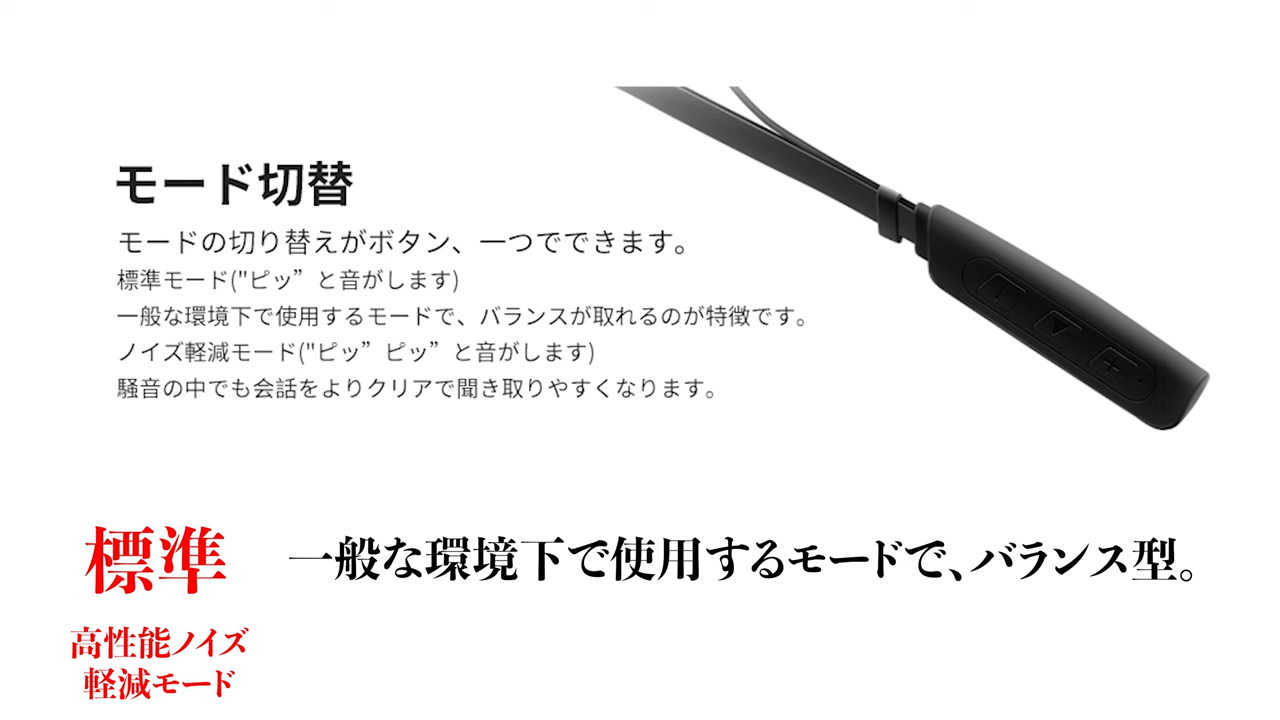 モード切替
モードの切り替えがボタン、一つでできます。
標準モード("ピッ”と音がします)
一般な環境下で使用するモードで、バランスが取れるのが特徴です。
ノイズ軽減モード("ピッ”ピッ”と音がします)
騒音の中でも会話をよりクリアで聞き取りやすくなります。
標準
一般な環境下で使用するモードで、バランス型。
高性能ノイズ
軽減モード